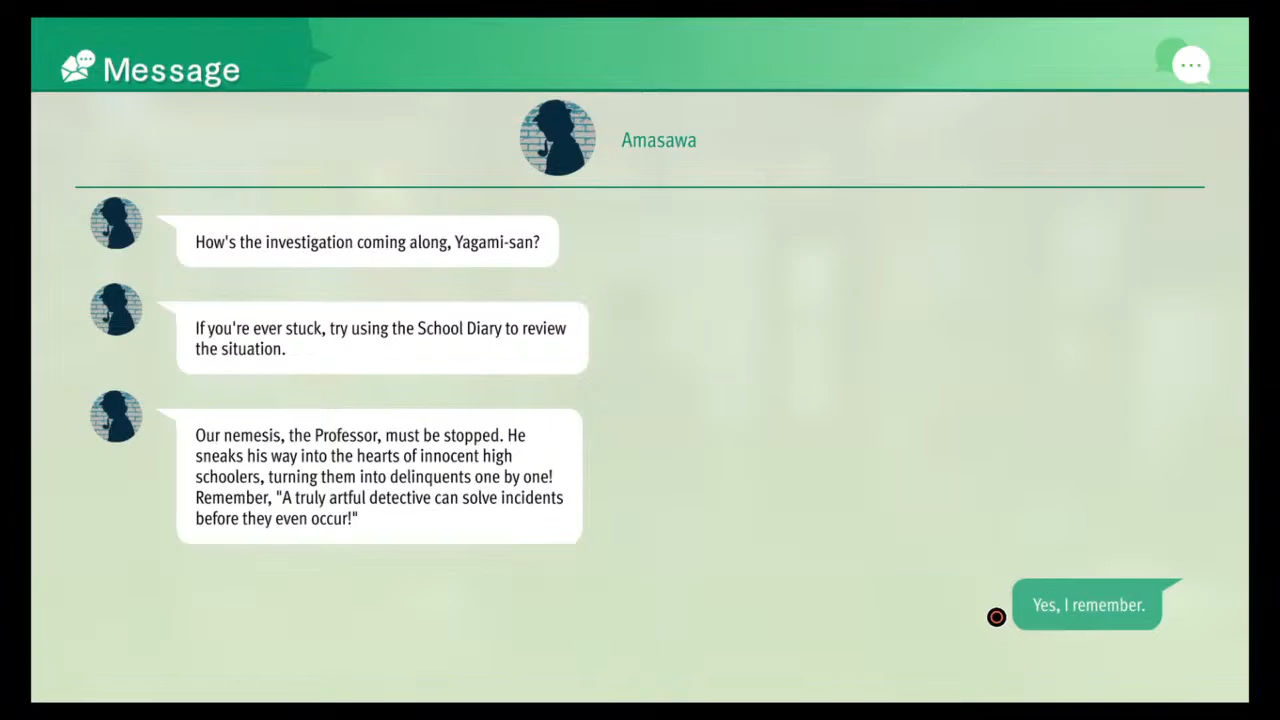 Message
Amasawa
How's the investigation coming along, Yagami-san?
If you're ever stuck, try using the School Diary to review
the situation.
Our nemesis, the Professor, must be stopped. He
sneaks his way into the hearts of innocent high
schoolers, turning them into delinquents one by one!
Remember, "A truly artful detective can solve incidents
before they even occur!"
Yes, I remember.